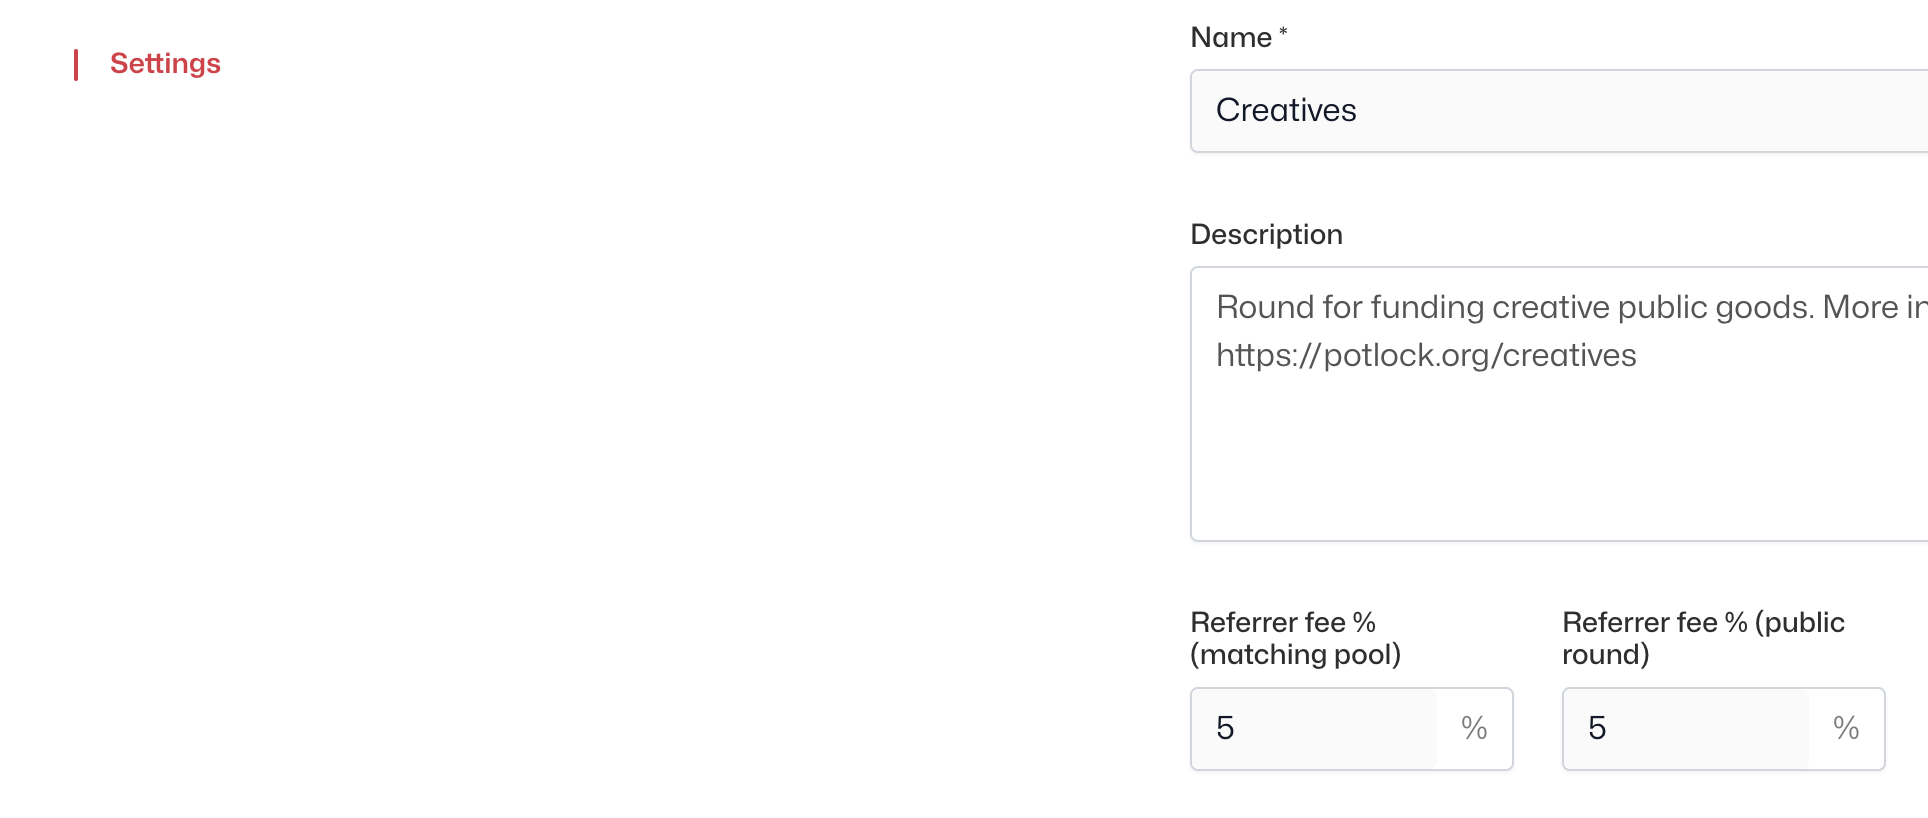 Settings
Name *
Creatives
Description
Round for funding creative public goods. More
https://potlock.org/creatives
Referrer fee %
(matching pool)
5 %
Referrer fee % (public
round)
5 %